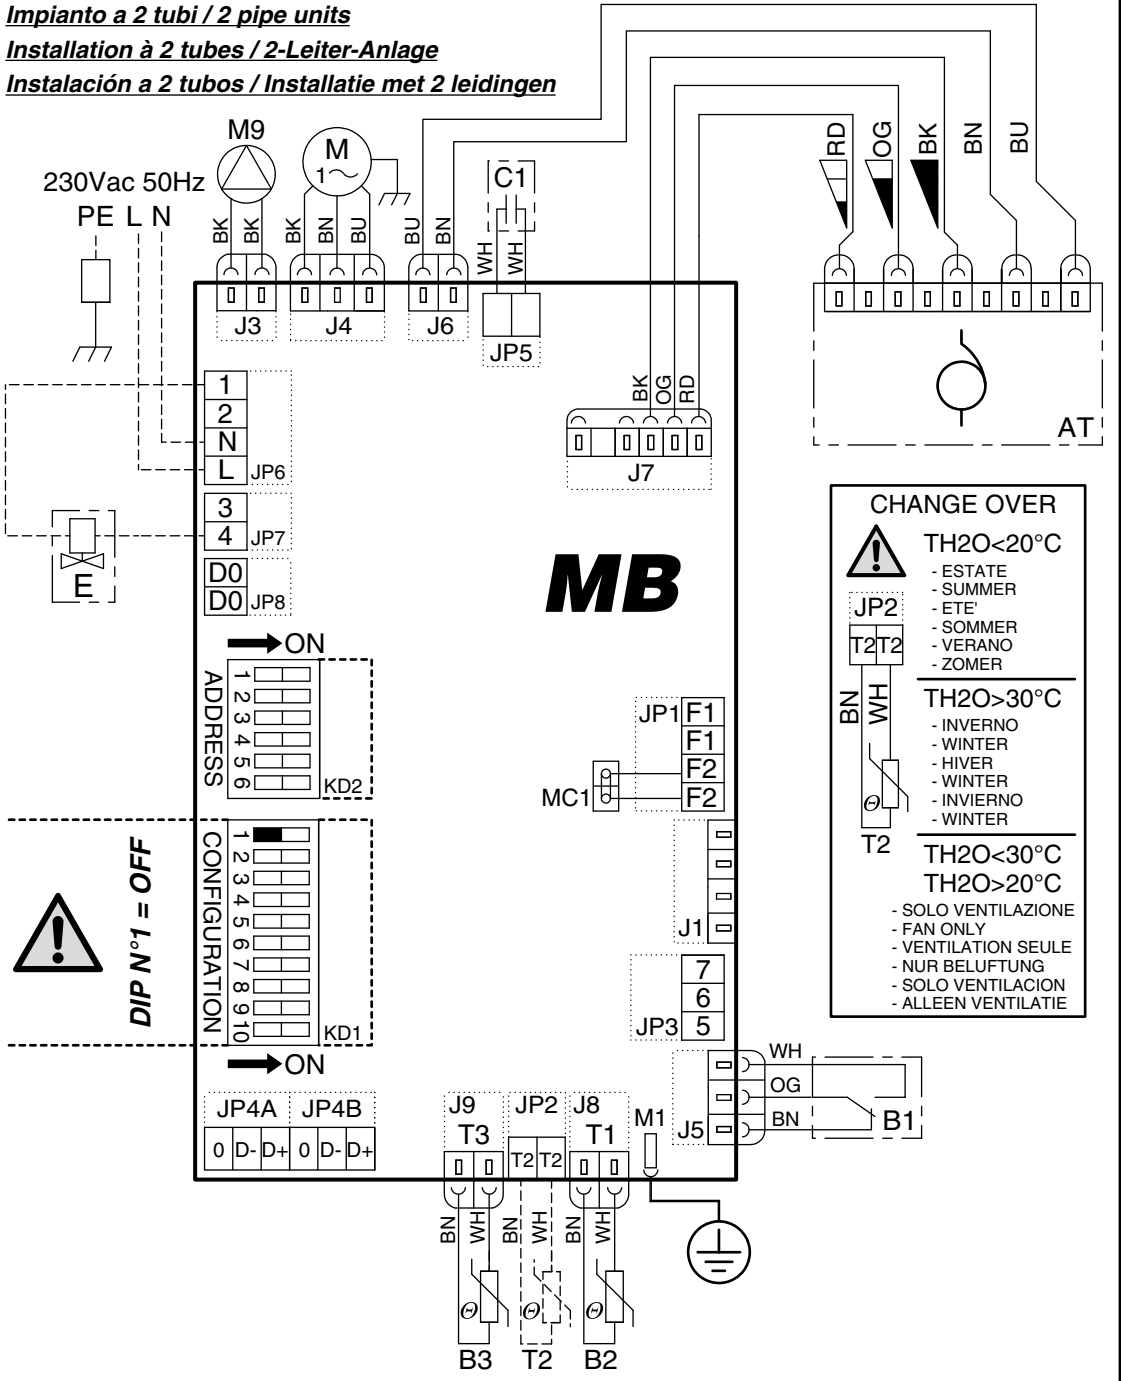 Impianto a 2 tubi / 2 pipe units
Installation à 2 tubes / 2-Leiter-Anlage
Instalación a 2 tubos / Installatie met 2 leidingen
M9
M
1~
230Vac 50Hz
PE L N
C1
BK BK BK BN BU BU BN WH WH
RD OG BK BN BU
J3 J4 J6
JP5
BK OG RD
J7
AT
1
2
N
L JP6
3
4 JP7
D0
D0 JP8
E
MB
ON
ADDRESS
1
2
3
4
5
6
KD2
DIP N°1 = OFF
CONFIGURATION
1
2
3
4
5
6
7
8
9
10
KD1
ON
JP1 F1
F1
F2
F2
MC1
J1
7
6
JP3 5
CHANGE OVER
TH2O<20°C
- ESTATE
- SUMMER
- ETE'
- SOMMER
- VERANO
- ZOMER
JP2
T2 T2
BN WH
Θ
T2
TH2O>30°C
- INVERNO
- WINTER
- HIVER
- WINTER
- INVIERNO
- WINTER
TH2O<30°C
TH2O>20°C
- SOLO VENTILAZIONE
- FAN ONLY
- VENTILATION SEULE
- NUR BELUFTUNG
- SOLO VENTILACION
- ALLEEN VENTILATIE
WH
OG
BN
J5
B1
JP4A JP4B
0 D- D+ 0 D- D+
J9 JP2 J8
T3 T2 T2 T1
M1
BN WH BN WH BN WH
Θ Θ Θ
B3 T2 B2